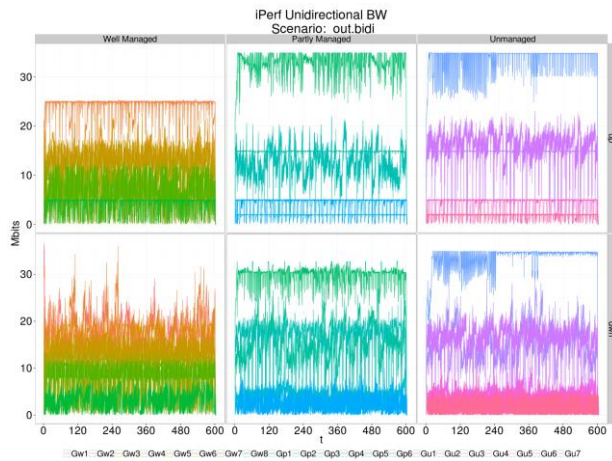 iPerf Unidirectional BW
Scenario: out.bidi
Well Managed Partly Managed Unmanaged
30
20
10
0
Mbits
30
20
10
0
0 120 240 360 480 600 0 120 240 360 480 600 0 120 240 360 480 600
t
Gw1 Gw2 Gw3 Gw4 Gw5 Gw6 Gw7 Gw8 Gp1 Gp2 Gp3 Gp4 Gp5 Gp6 Gu1 Gu2 Gu3 Gu4 Gu5 Gu6 Gu7